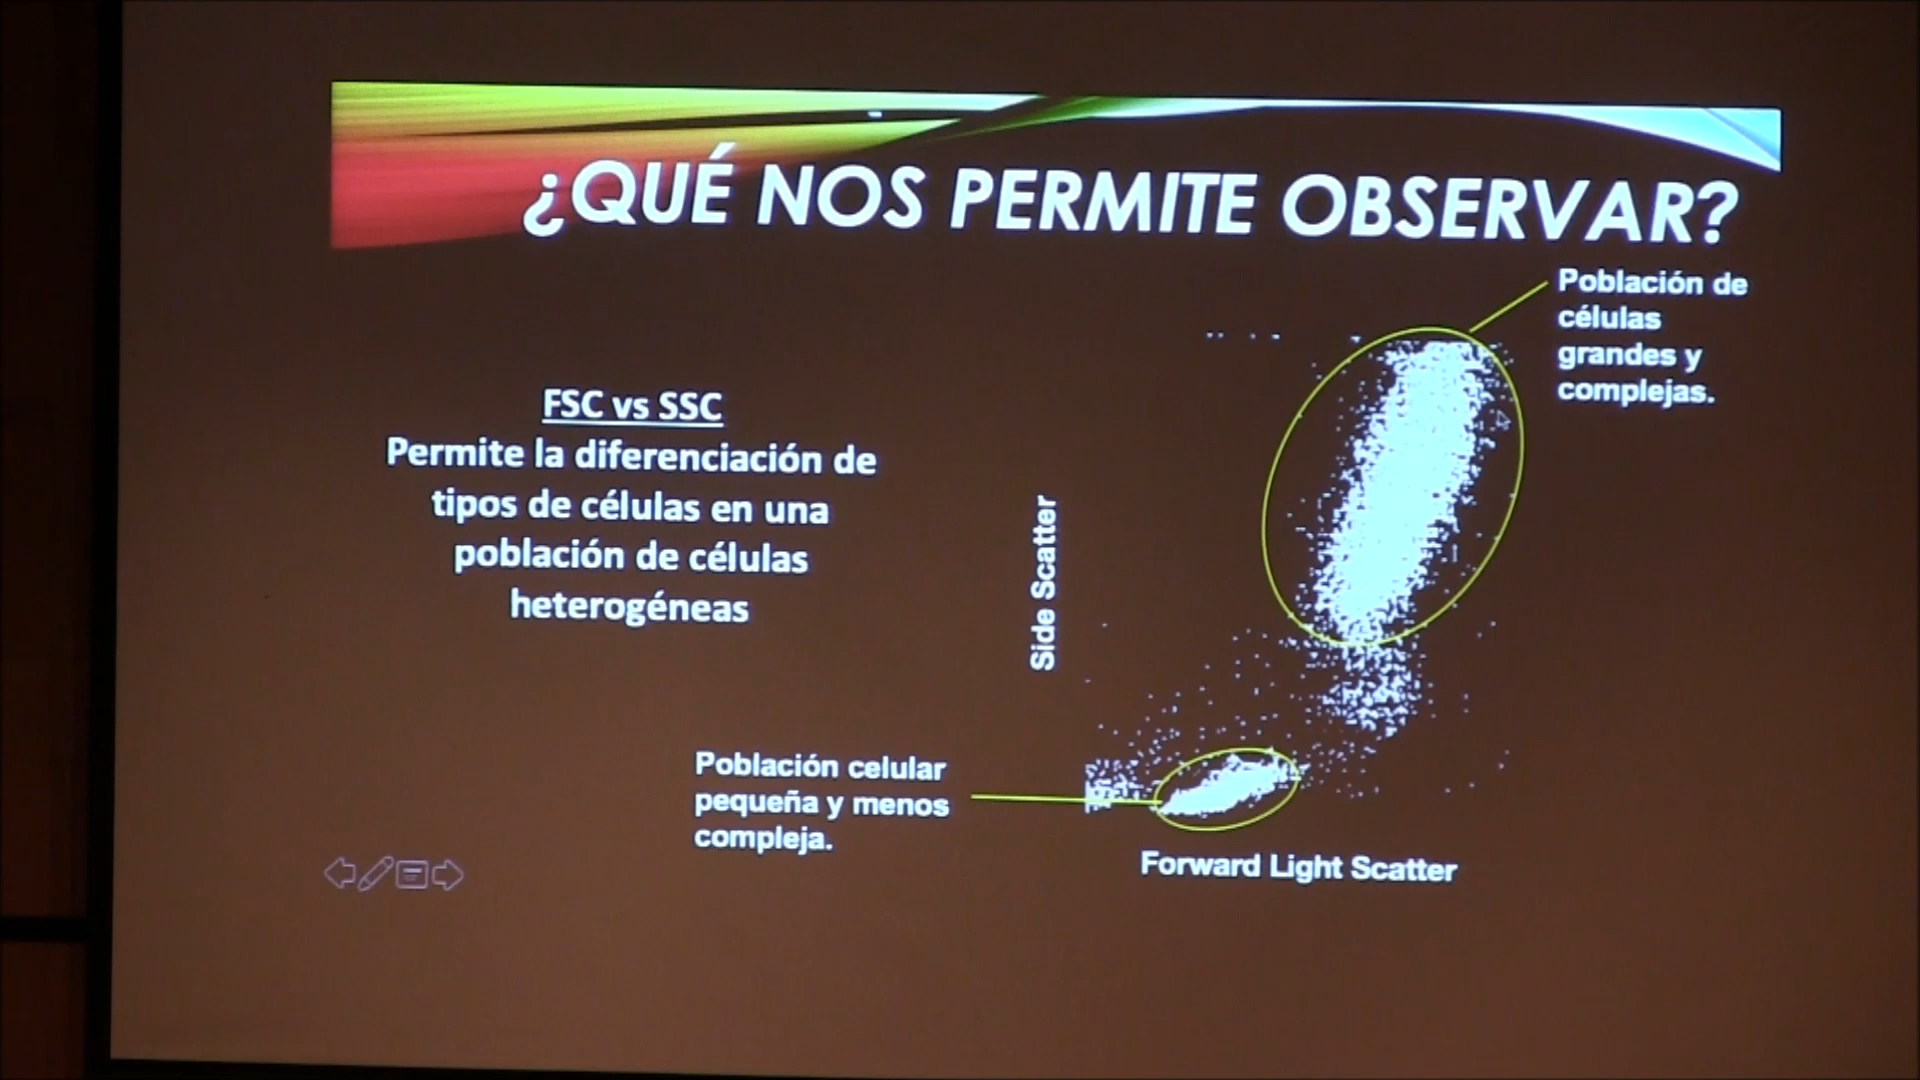 ¿QUÉ NOS PERMITE OBSERVAR?
FSC vs SSC
Permite la diferenciación de
tipos de células en una
población de células
heterogéneas
Población de
células
grandes y
complejas.
Side Scatter
Población celular
pequeña y menos
compleja.
Forward Light Scatter